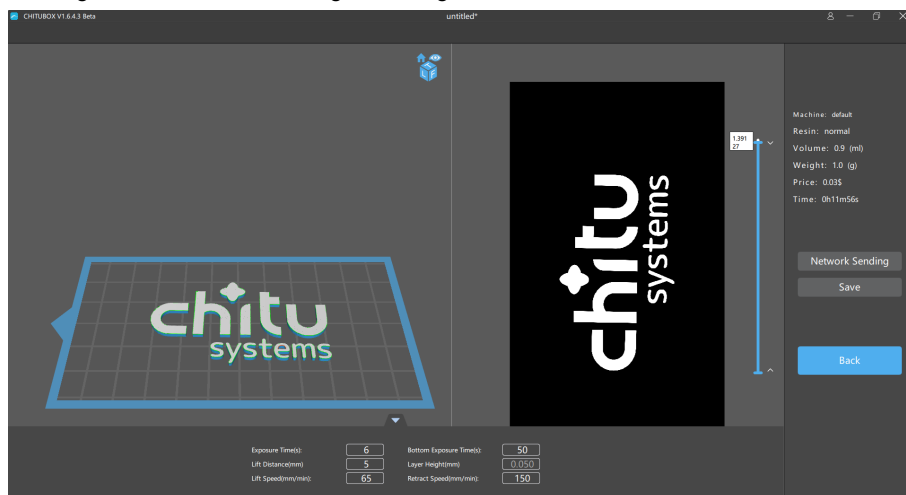 CHITUBOX V1.6.4.3 Beta
untitled*
1.391
27
Machine: default
Resin: normal
Volume: 0.9 (ml)
Weight: 1.0 (g)
Price: 0.03$
Time: 0h11m56s
chitu
systems
chitu
systems
L F
Network Sending
Save
Back
Exposure Time(s): 6 Bottom Exposure Time(s): 50
Lift Distance(mm) 5 Layer Height(mm) 0.050
Lift Speed(mm/min): 65 Retract Speed(mm/min): 150